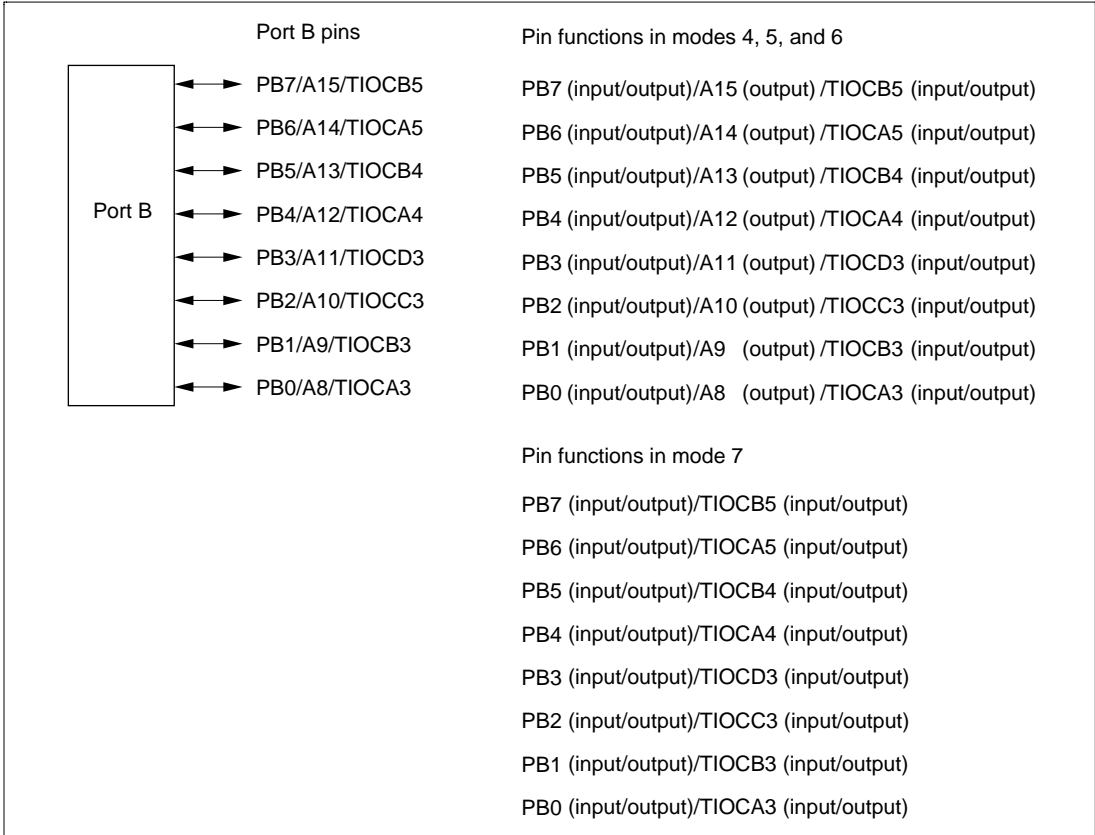 Port B pins
Port B
PB7/A15/TIOCB5
PB6/A14/TIOCA5
PB5/A13/TIOCB4
PB4/A12/TIOCA4
PB3/A11/TIOCD3
PB2/A10/TIOCC3
PB1/A9/TIOCB3
PB0/A8/TIOCA3
Pin functions in modes 4, 5, and 6
PB7 (input/output)/A15 (output) /TIOCB5 (input/output)
PB6 (input/output)/A14 (output) /TIOCA5 (input/output)
PB5 (input/output)/A13 (output) /TIOCB4 (input/output)
PB4 (input/output)/A12 (output) /TIOCA4 (input/output)
PB3 (input/output)/A11 (output) /TIOCD3 (input/output)
PB2 (input/output)/A10 (output) /TIOCC3 (input/output)
PB1 (input/output)/A9 (output) /TIOCB3 (input/output)
PB0 (input/output)/A8 (output) /TIOCA3 (input/output)
Pin functions in mode 7
PB7 (input/output)/TIOCB5 (input/output)
PB6 (input/output)/TIOCA5 (input/output)
PB5 (input/output)/TIOCB4 (input/output)
PB4 (input/output)/TIOCA4 (input/output)
PB3 (input/output)/TIOCD3 (input/output)
PB2 (input/output)/TIOCC3 (input/output)
PB1 (input/output)/TIOCB3 (input/output)
PB0 (input/output)/TIOCA3 (input/output)